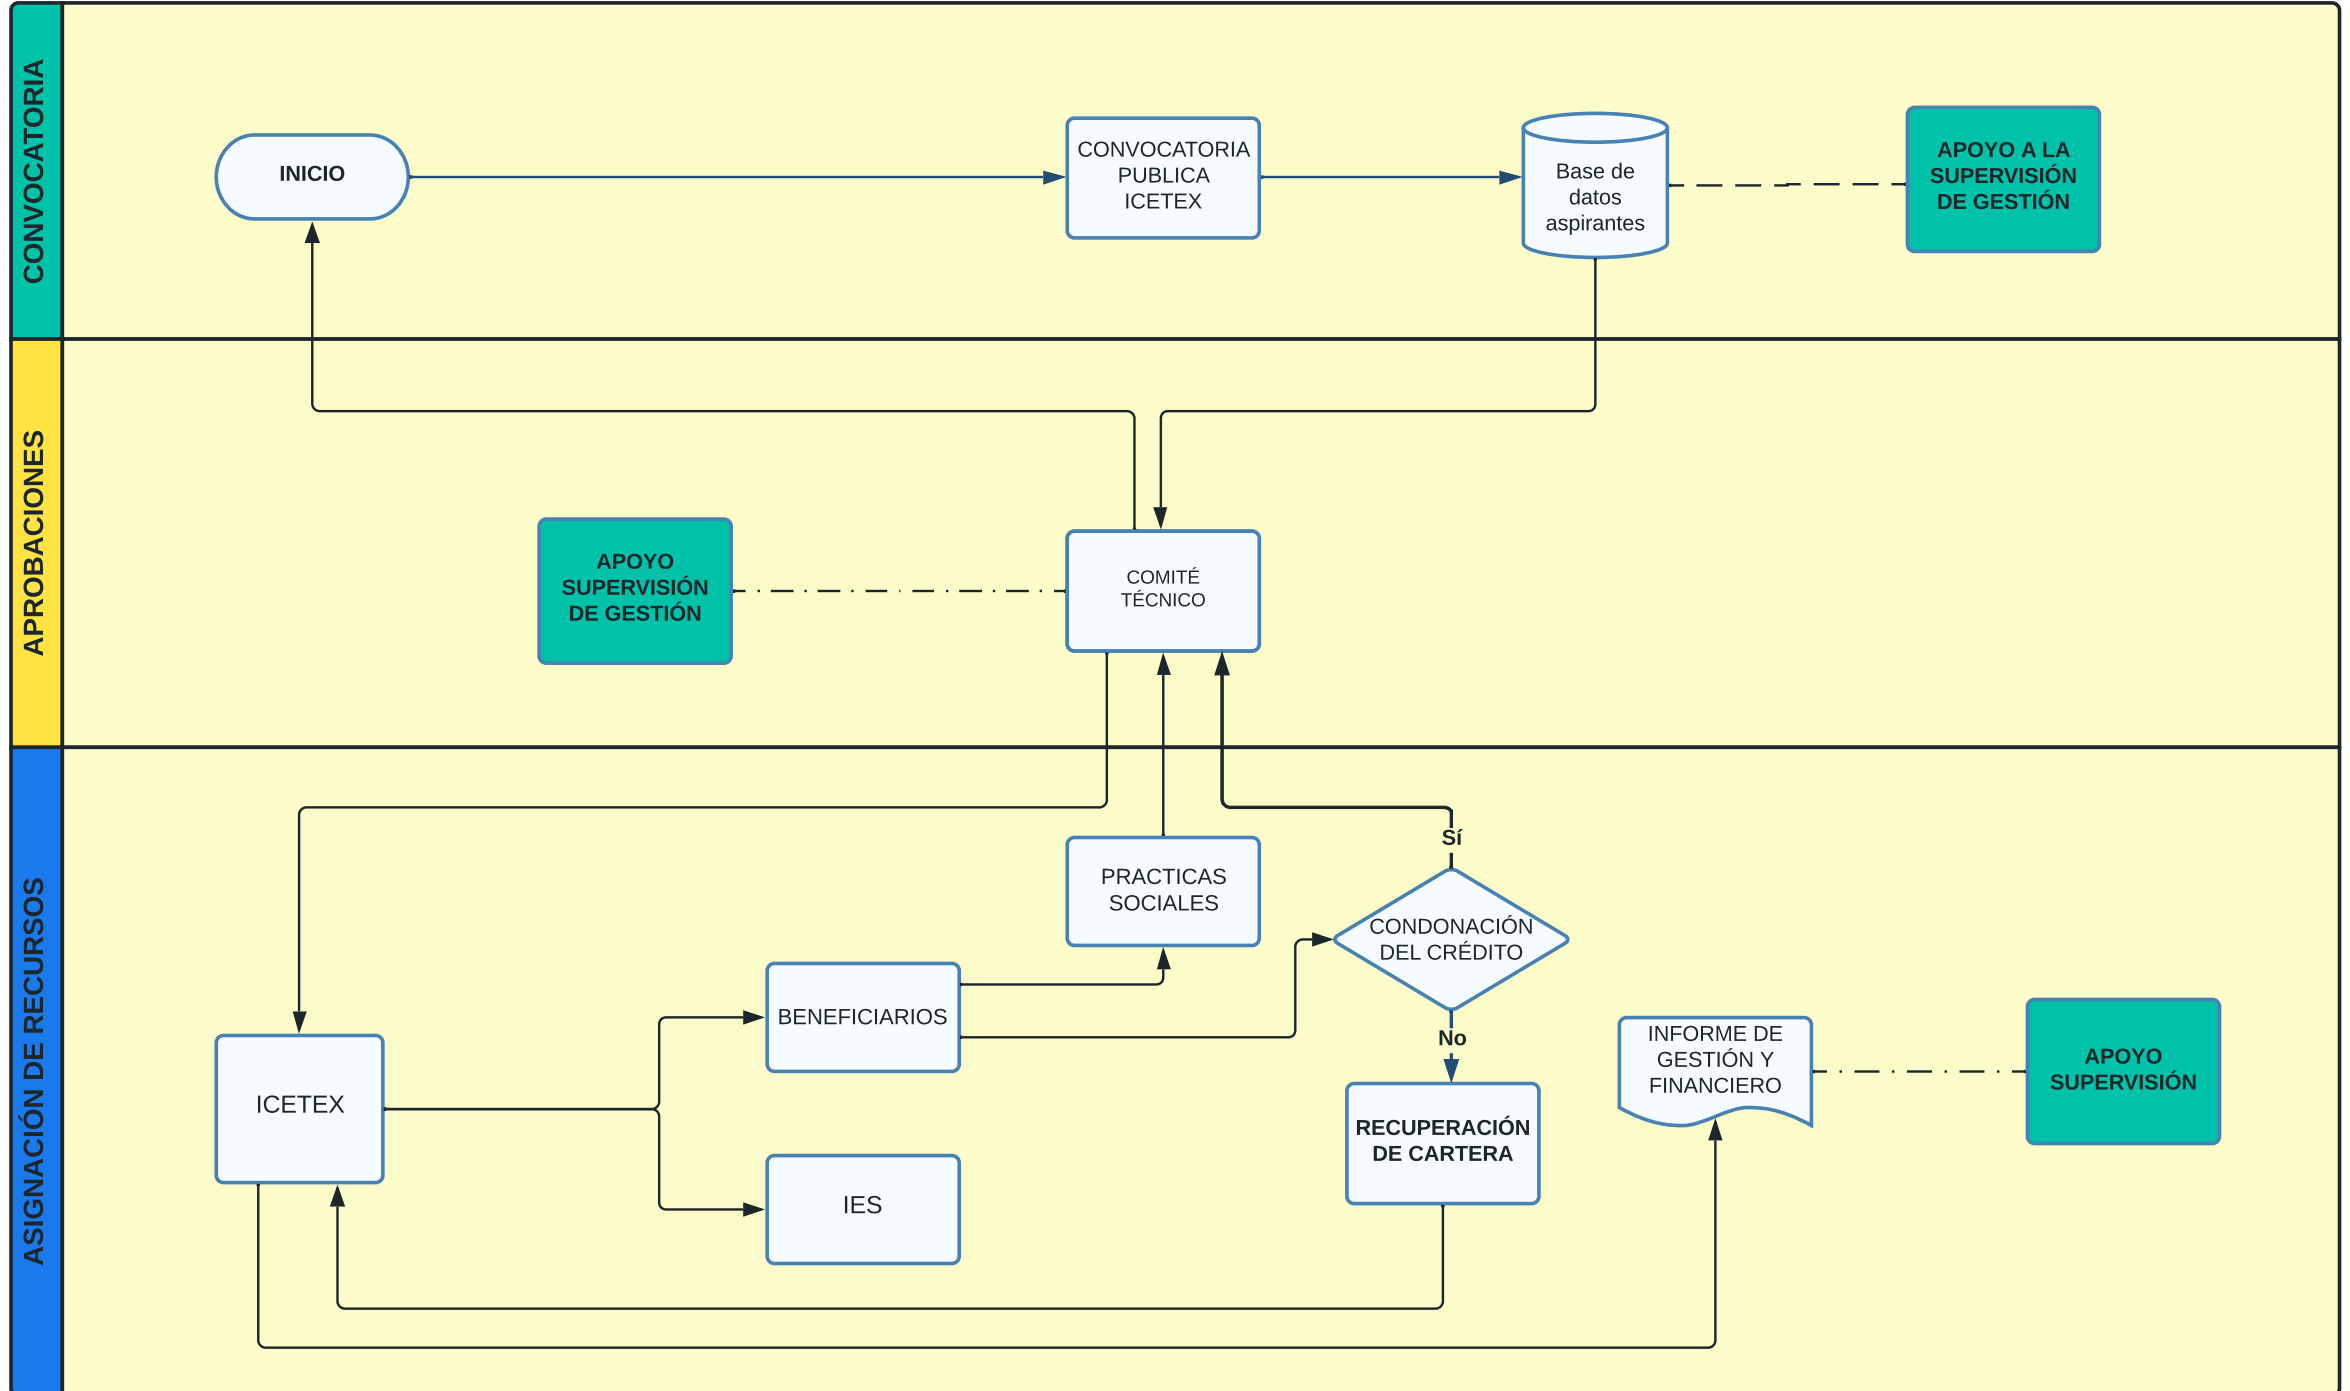 CONVOCATORIA
INICIO
CONVOCATORIA
PUBLICA
ICETEX
Base de
datos
aspirantes
APOYO A LA
SUPERVISIÓN
DE GESTIÓN
APROBACIONES
APOYO
SUPERVISIÓN
DE GESTIÓN
COMITÉ
TÉCNICO
ASIGNACIÓN DE RECURSOS
PRACTICAS
SOCIALES
Sí
CONDONACIÓN
DEL CRÉDITO
No
BENEFICIARIOS
ICETEX
IES
RECUPERACIÓN
DE CARTERA
INFORME DE
GESTIÓN Y
FINANCIERO
APOYO
SUPERVISIÓN